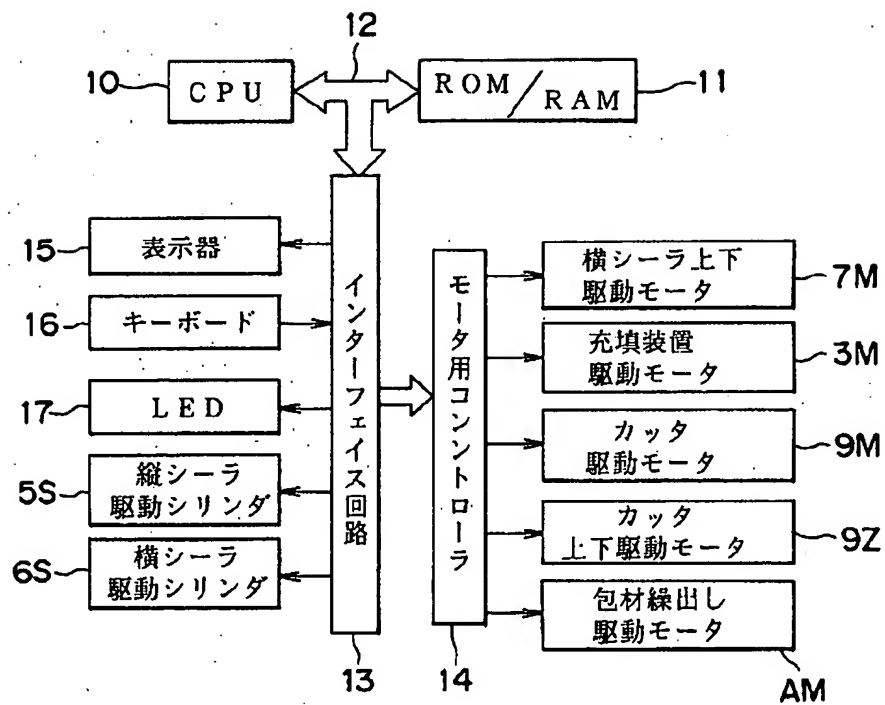 12
10
CPU
ROM/RAM
11
15
表示器
16
キーボード
17
LED
5S
縦シーラ
駆動シリンダ
6S
横シーラ
駆動シリンダ
インターフェイス回路
13
モータ用コンントローラ
14
横シーラ上下
駆動モータ
7M
充填装置
駆動モータ
3M
カッタ
駆動モータ
9M
カッタ
上下駆動モータ
9Z
包材繰出し
駆動モータ
AM